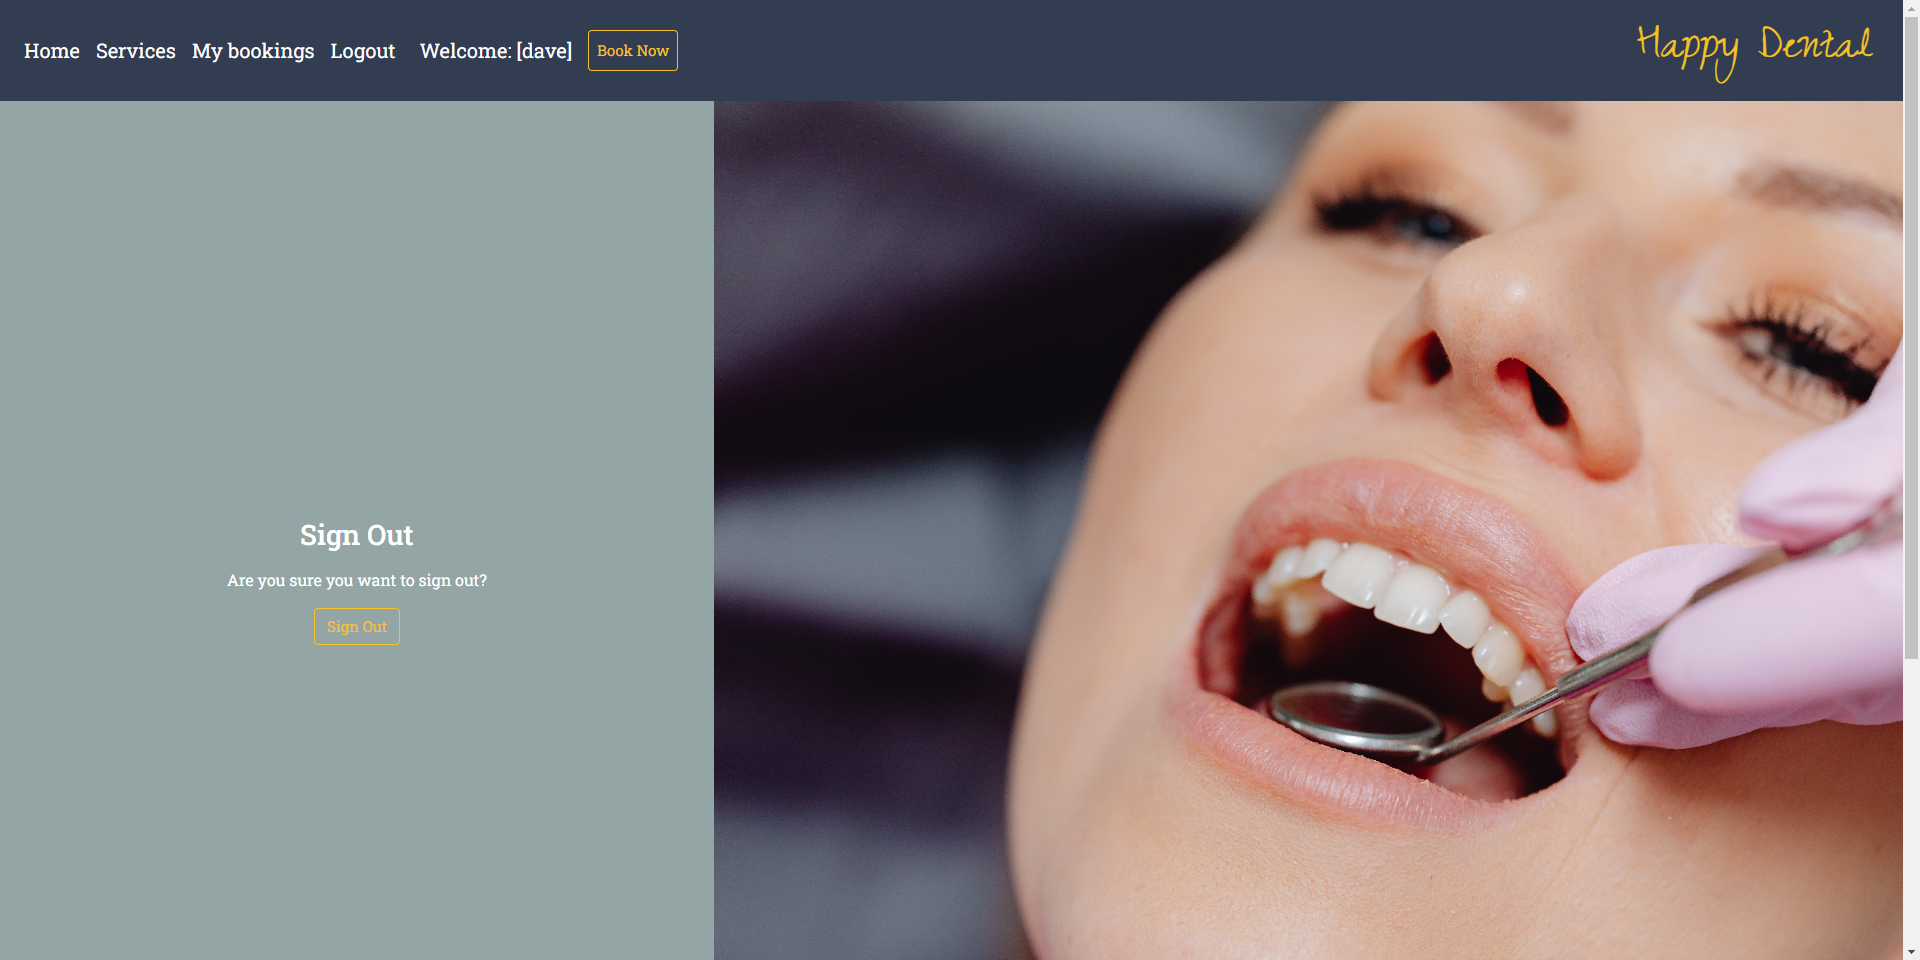 Home Services My bookings Logout Welcome: [dave] Book Now Happy Dental
Sign Out
Are you sure you want to sign out?
Sign Out